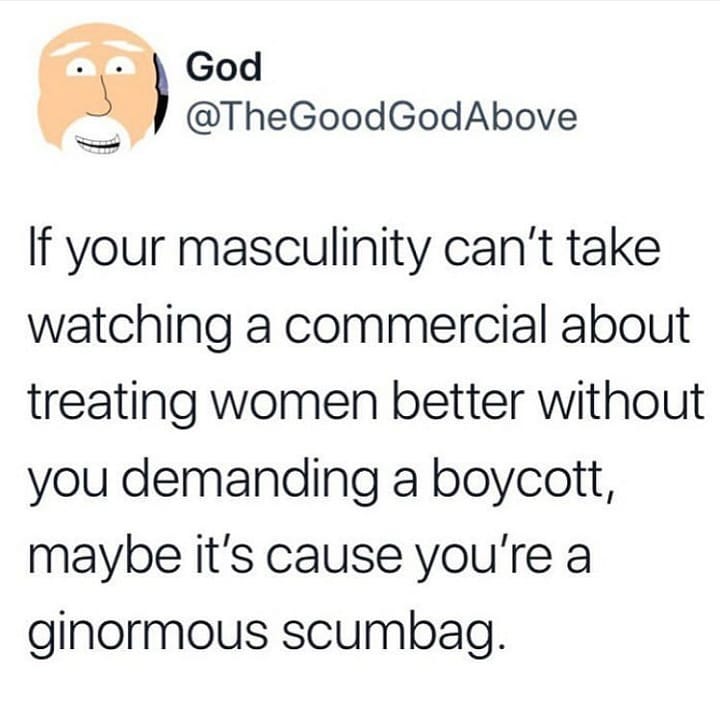 God
@TheGoodGodAbove
If your masculinity can't take
watching a commercial about
treating women better without
you demanding a boycott,
maybe it's cause you're a
ginormous scumbag.